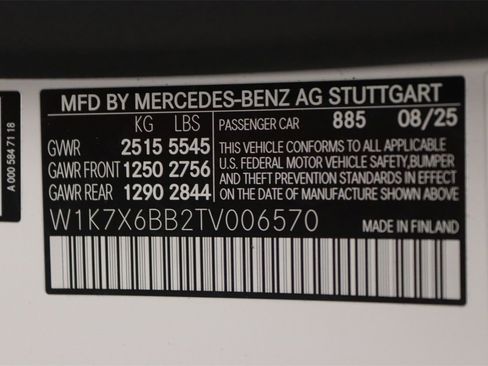 MFD BY MERCEDES-BENZ AG STUTTGART
KG LBS
PASSENGER CAR 885 08/25
GVWR 2515 5545
GAWR FRONT 1250 2756
GAWR REAR 1290 2844
THIS VEHICLE CONFORMS TO ALL APPLICABLE
U.S. FEDERAL MOTOR VEHICLE SAFETY, BUMPER
AND THEFT PREVENTION STANDARDS IN EFFECT
ON THE DATE OF MANUFACTURE SHOWN ABOVE.
W1K7X6BB2TV006570
MADE IN FINLAND
A 000 584 71 18